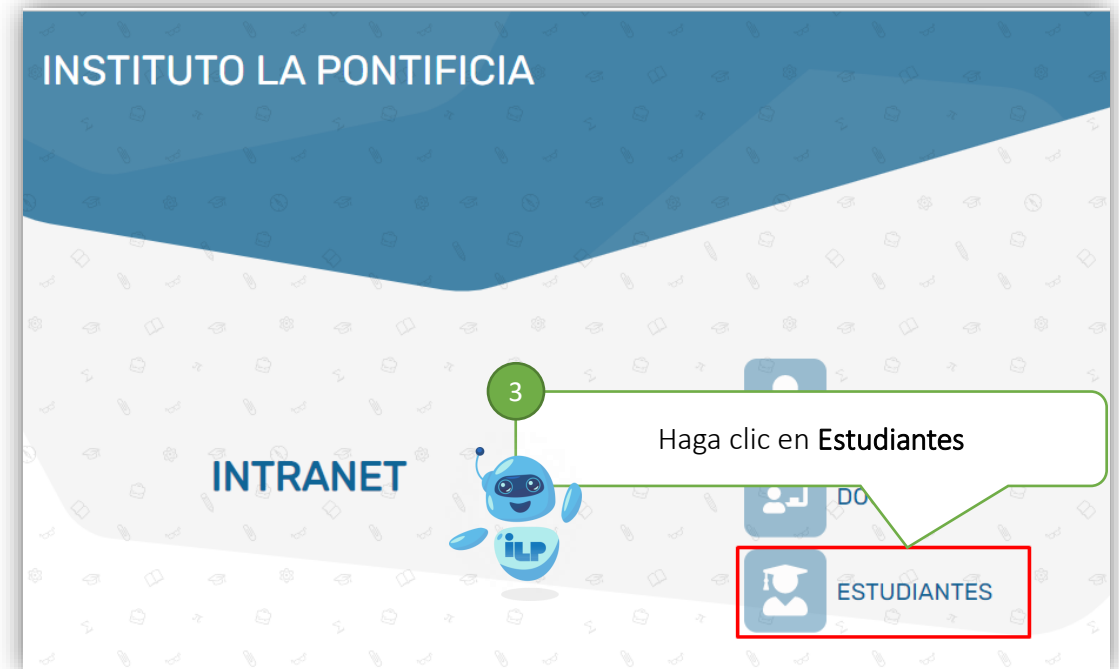 INSTITUTO LA PONTIFICIA
3
Haga clic en Estudiantes
INTRANET
DO
iLP
ESTUDIANTES